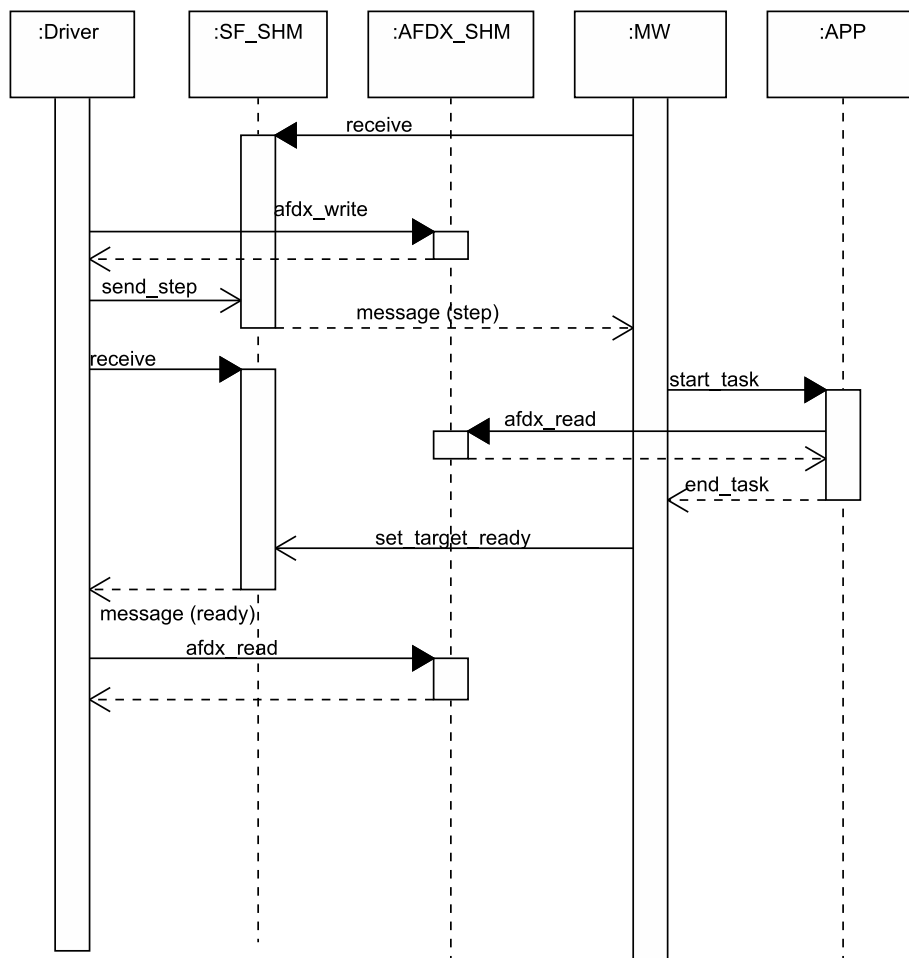 :Driver
:SF_SHM
:AFDX_SHM
:MW
:APP
receive
afdx_write
send_step
message (step)
receive
start_task
afdx_read
end_task
set_target_ready
message (ready)
afdx_read